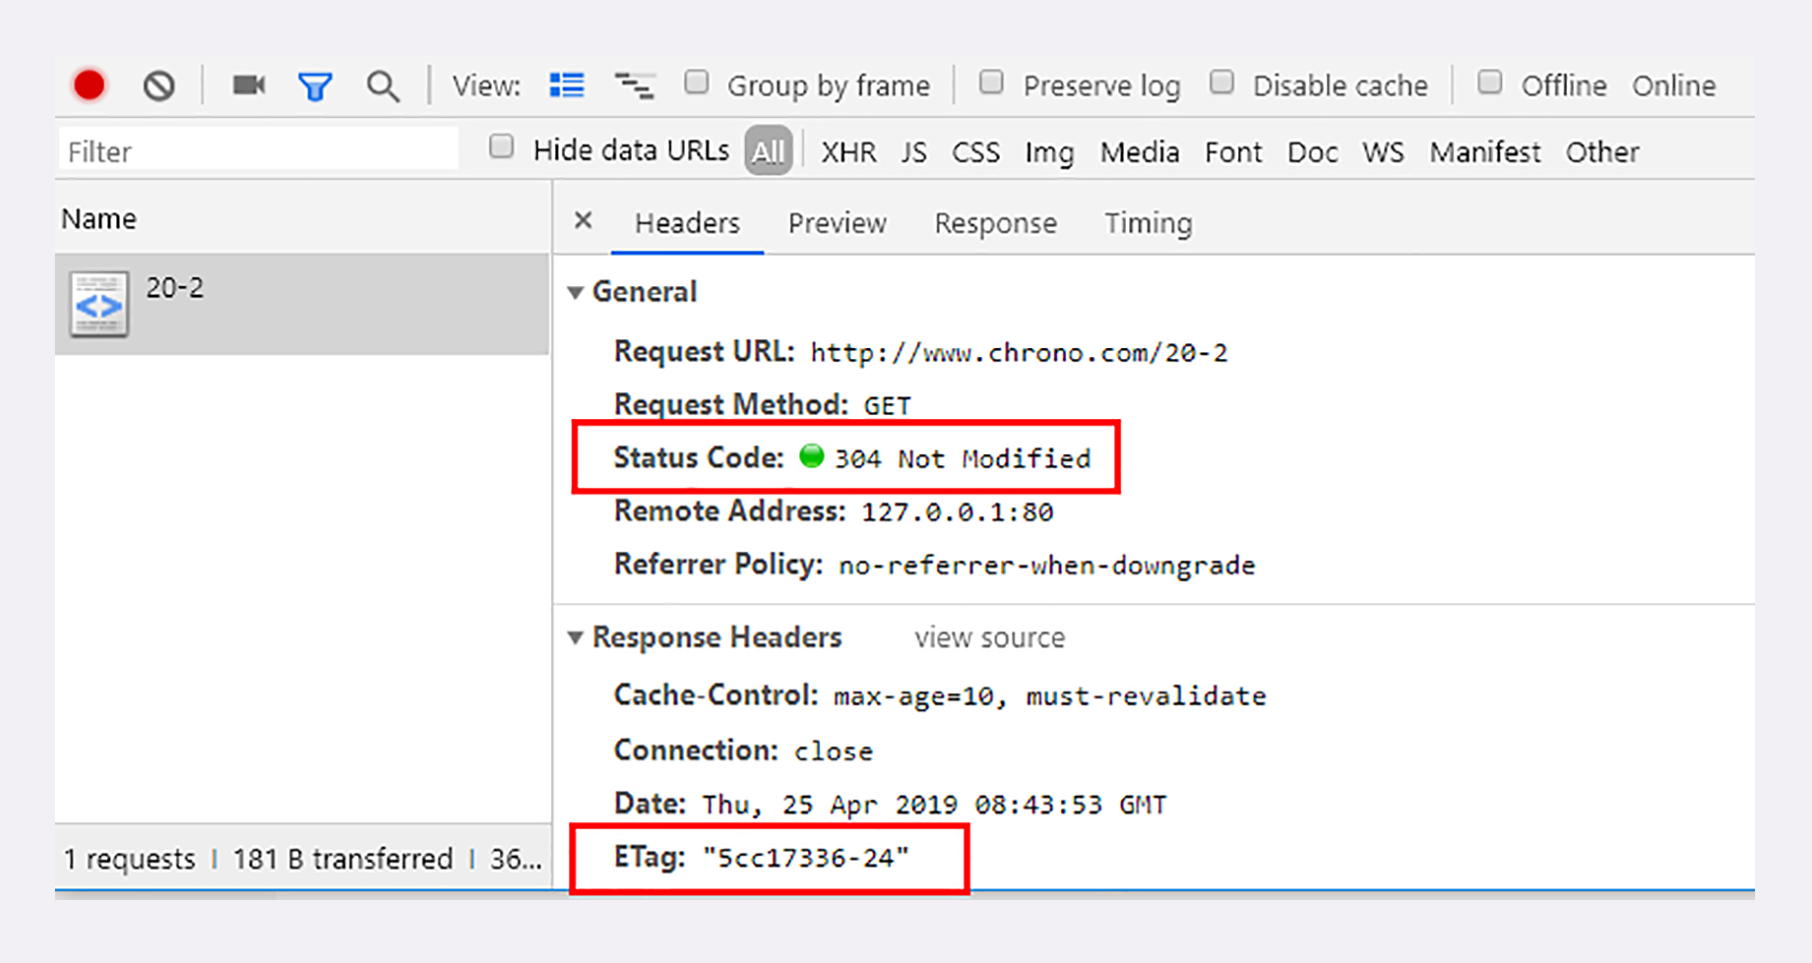 View: Group by frame Preserve log Disable cache Offline Online
Filter Hide data URLs All XHR JS CSS Img Media Font Doc WS Manifest Other
Name
20-2
1 requests | 181 B transferred | 36...
× Headers Preview Response Timing
▼ General
Request URL: http://www.chrono.com/20-2
Request Method: GET
Status Code: 304 Not Modified
Remote Address: 127.0.0.1:80
Referrer Policy: no-referrer-when-downgrade
▼ Response Headers view source
Cache-Control: max-age=10, must-revalidate
Connection: close
Date: Thu, 25 Apr 2019 08:43:53 GMT
ETag: "5cc17336-24"